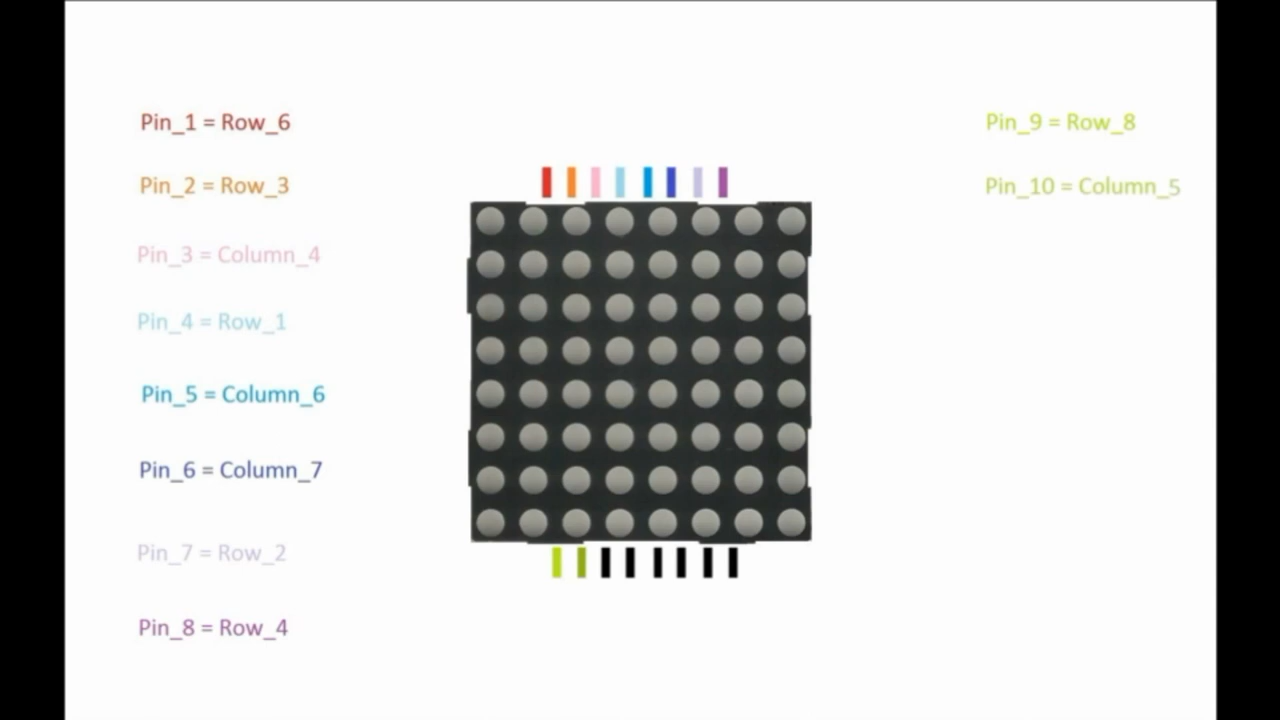 Pin_1 = Row_6
Pin_2 = Row_3
Pin_3 = Column_4
Pin_4 = Row_1
Pin_5 = Column_6
Pin_6 = Column_7
Pin_7 = Row_2
Pin_8 = Row_4
Pin_9 = Row_8
Pin_10 = Column_5